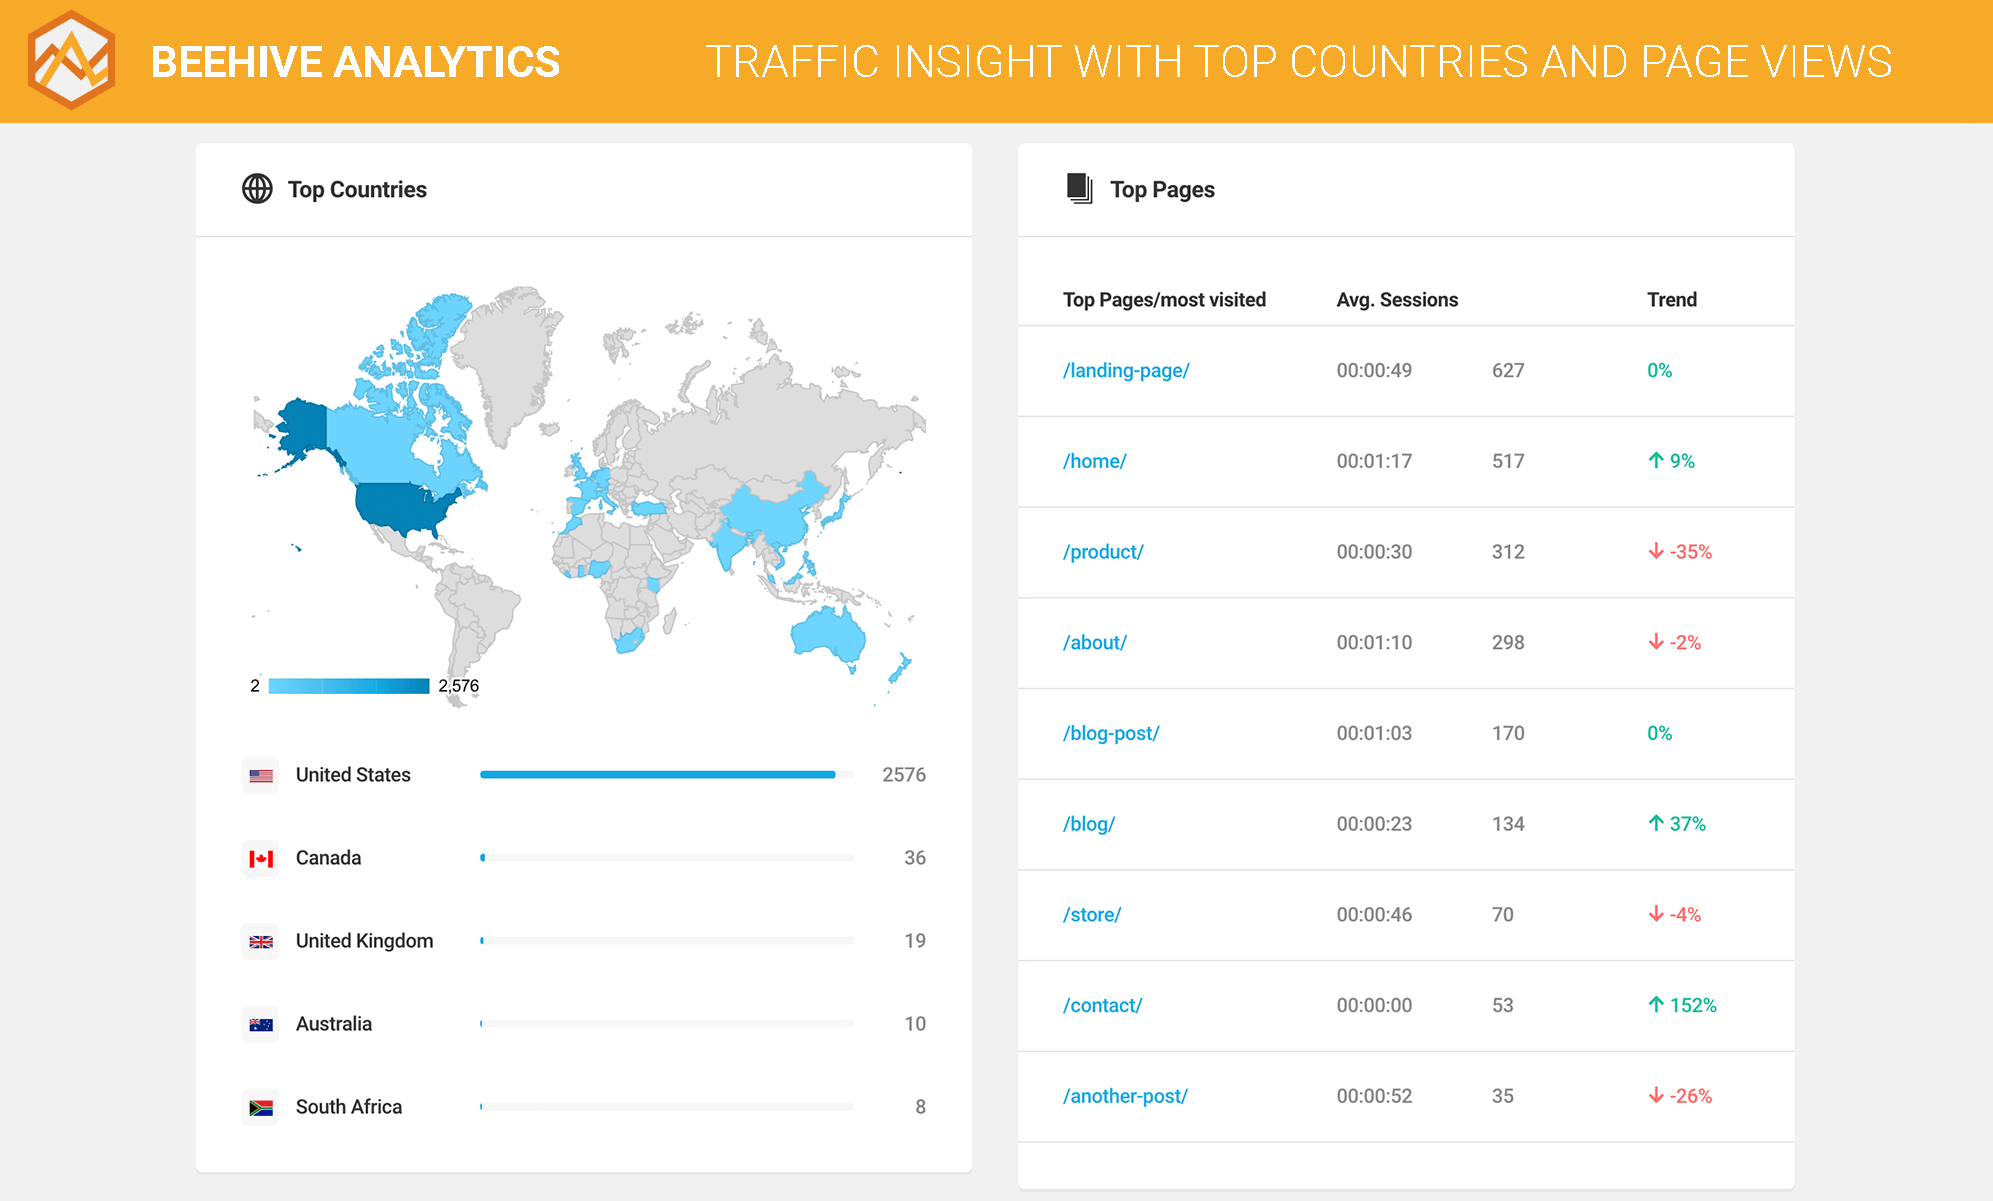 BEEHIVE ANALYTICS
TRAFFIC INSIGHT WITH TOP COUNTRIES AND PAGE VIEWS
Top Countries
2 2,576
United States 2576
Canada 36
United Kingdom 19
Australia 10
South Africa 8
Top Pages
Top Pages/most visited Avg. Sessions Trend
/landing-page/ 00:00:49 627 0%
/home/ 00:01:17 517 ↑ 9%
/product/ 00:00:30 312 ↓ -35%
/about/ 00:01:10 298 ↓ -2%
/blog-post/ 00:01:03 170 0%
/blog/ 00:00:23 134 ↑ 37%
/store/ 00:00:46 70 ↓ -4%
/contact/ 00:00:00 53 ↑ 152%
/another-post/ 00:00:52 35 ↓ -26%